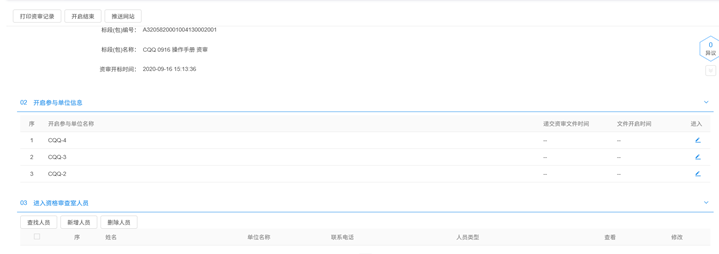 打印资审记录 开启结束 推送网站
标段(包)编号： A3205820001004130002001
标段(包)名称： CQQ 0916 操作手册 资审
0
异议
资审开标时间： 2020-09-16 15:13:36
02 开启参与单位信息
序 开启参与单位名称 递交资审文件时间 文件开启时间 进入
1 CQQ-4 -- --
2 CQQ-3 -- --
3 CQQ-2 -- --
03 进入资格审查室人员
查找人员 新增人员 删除人员
序 姓名 单位名称 联系电话 人员类型 查看 修改